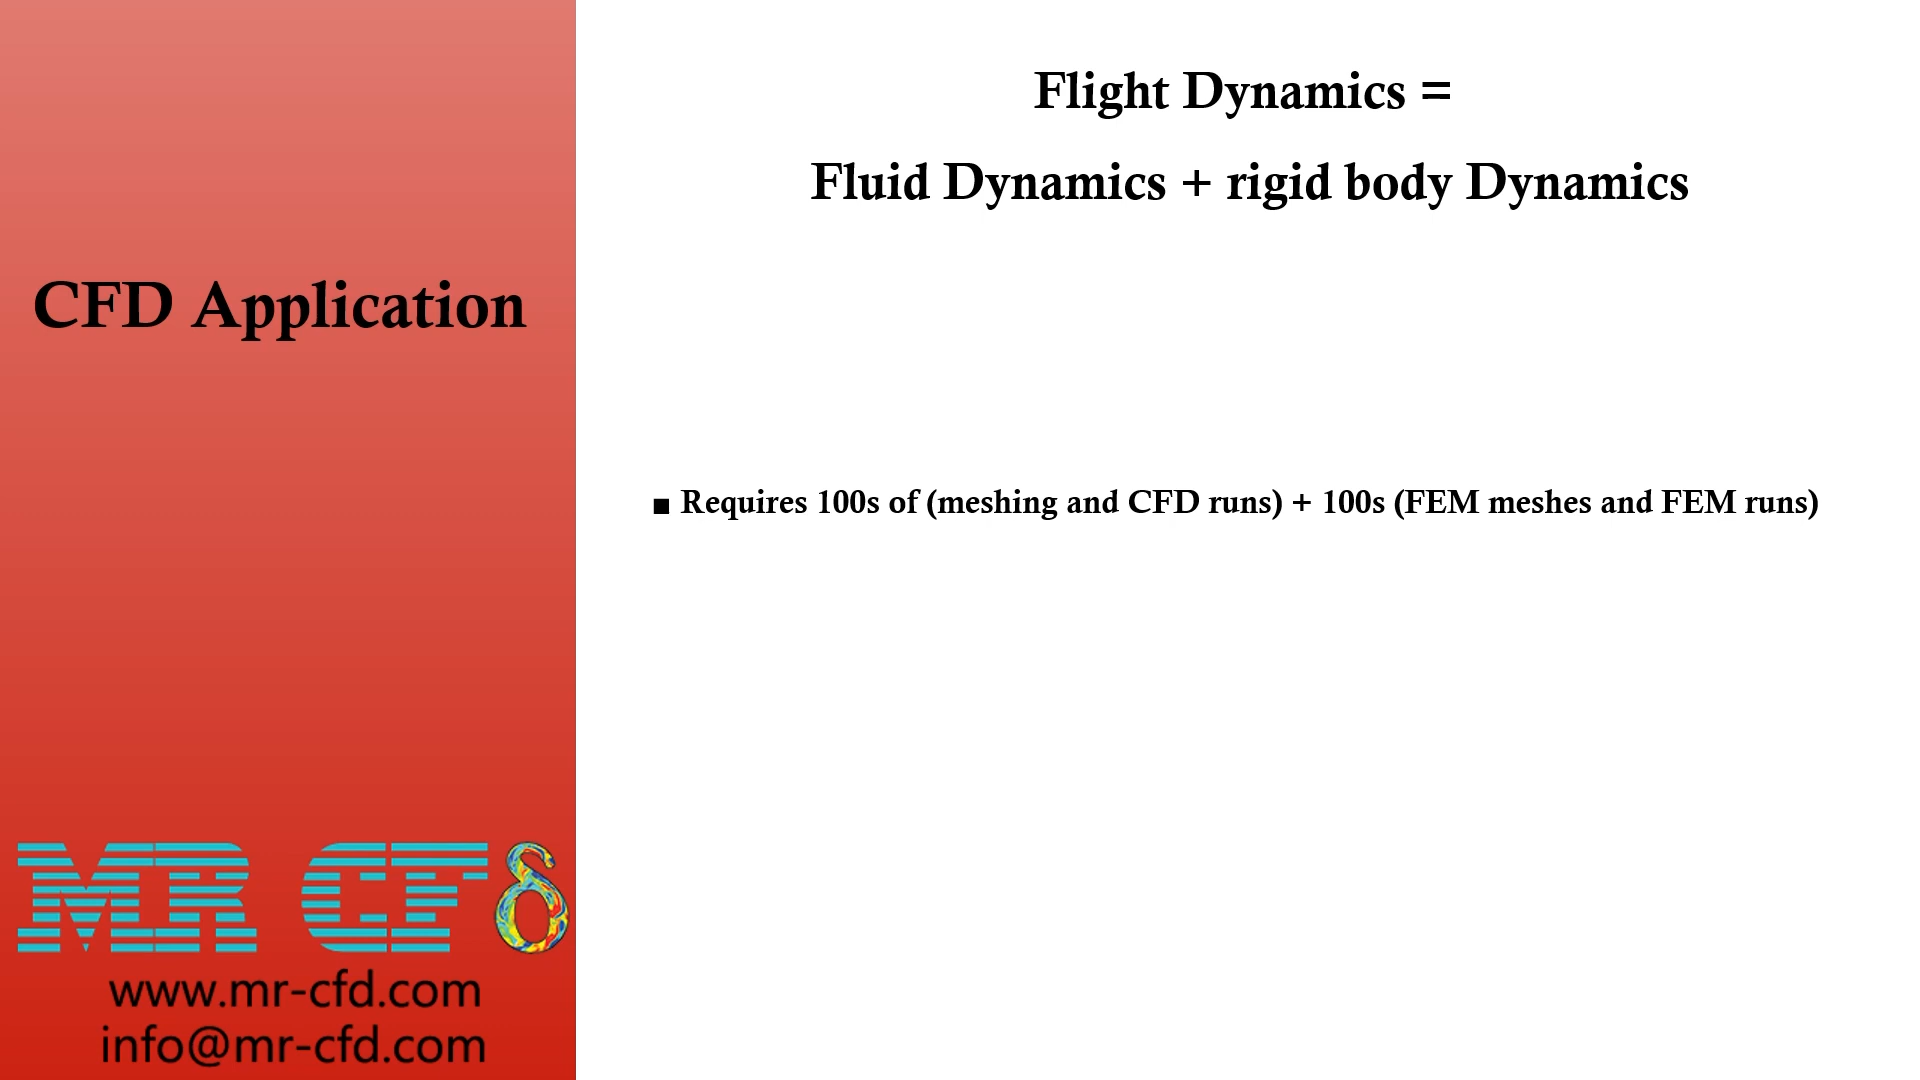 CFD Application
Flight Dynamics =
Fluid Dynamics + rigid body Dynamics
■ Requires 100s of (meshing and CFD runs) + 100s (FEM meshes and FEM runs)
MR CFδ
www.mr-cfd.com
info@mr-cfd.com